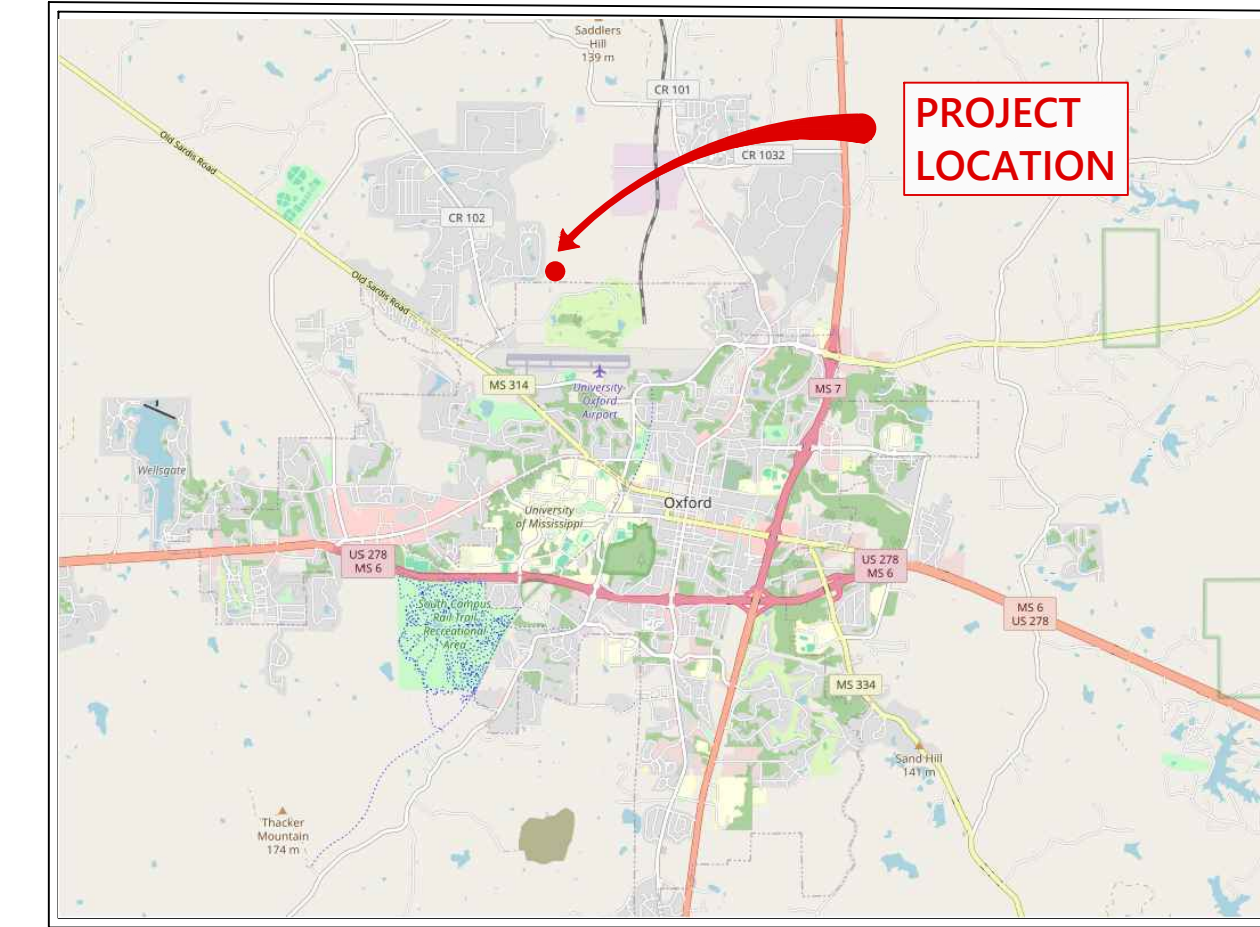 Saddlers
Hill
139 m
CR 101
PROJECT
LOCATION
Old Sardis Road
CR 1032
CR 102
Old Sardis Road
MS 314
University-
Oxford
Airport
MS 7
Wellsgate
Oxford
University
of Mississippi
US 278
MS 6
US 278
MS 6
South Campus
Rail Trail
Recreational
Area
MS 6
US 278
MS 334
Sand Hill
141 m
Thacker
Mountain
174 m